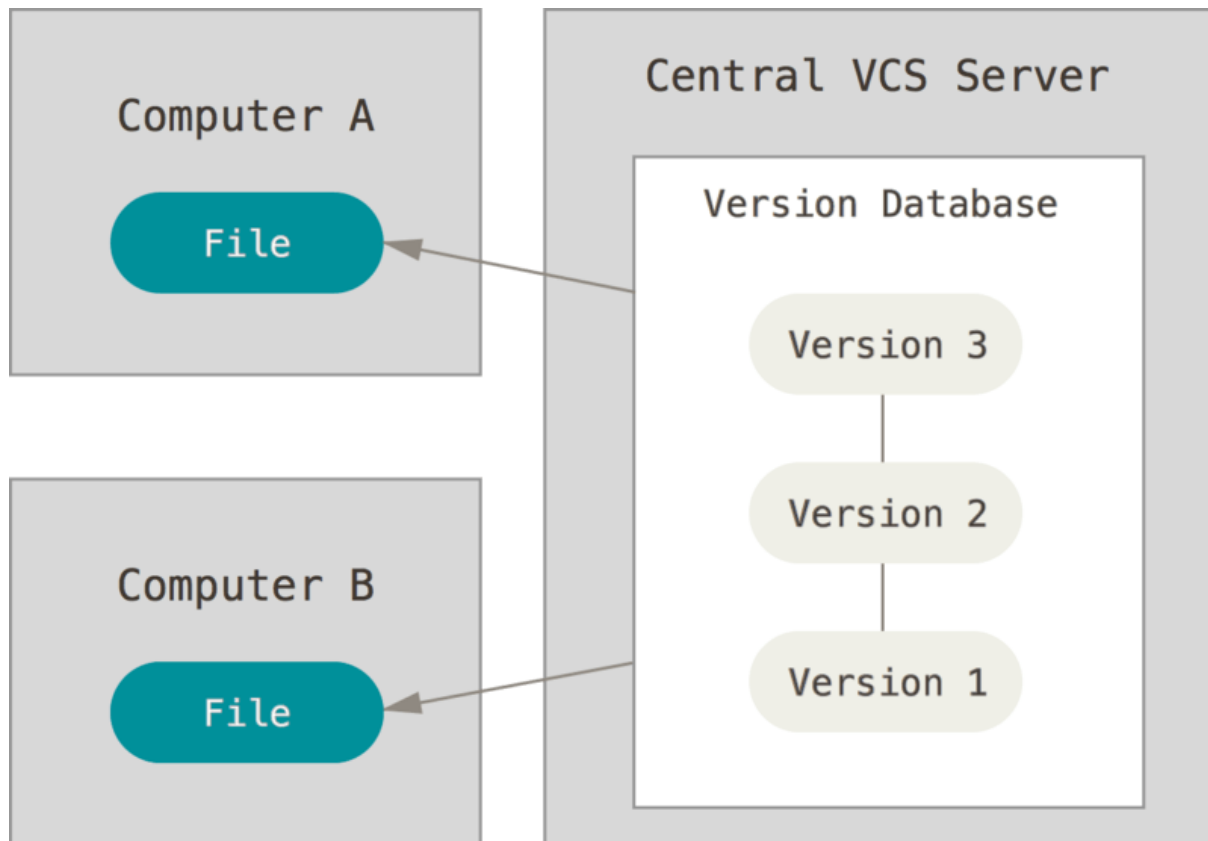 Computer A
File
Computer B
File
Central VCS Server
Version Database
Version 3
Version 2
Version 1